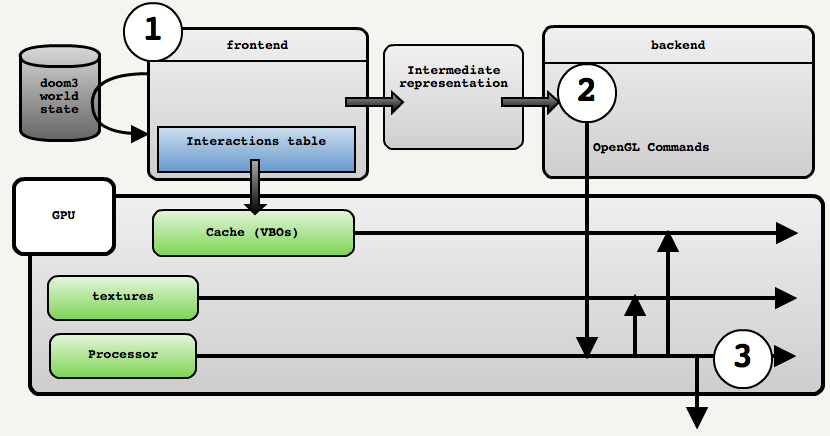 1
frontend
backend
doom3
world
state
Intermediate
representation
2
Interactions table
OpenGL Commands
GPU
Cache (VBOs)
textures
Processor
3